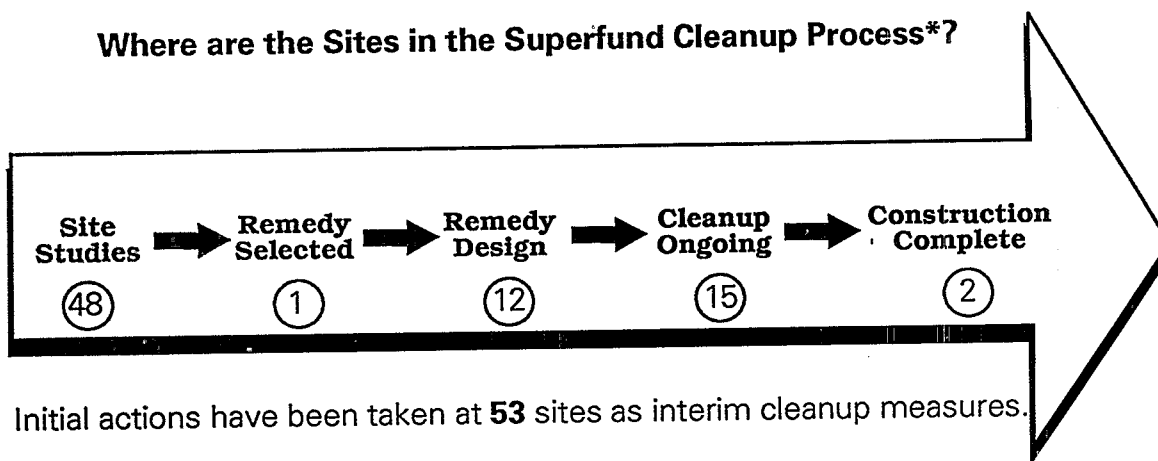 Where are the Sites in the Superfund Cleanup Process*?
Site Studies
Remedy Selected
Remedy Design
Cleanup Ongoing
Construction Complete
48
1
12
15
2
Initial actions have been taken at 53 sites as interim cleanup measures.